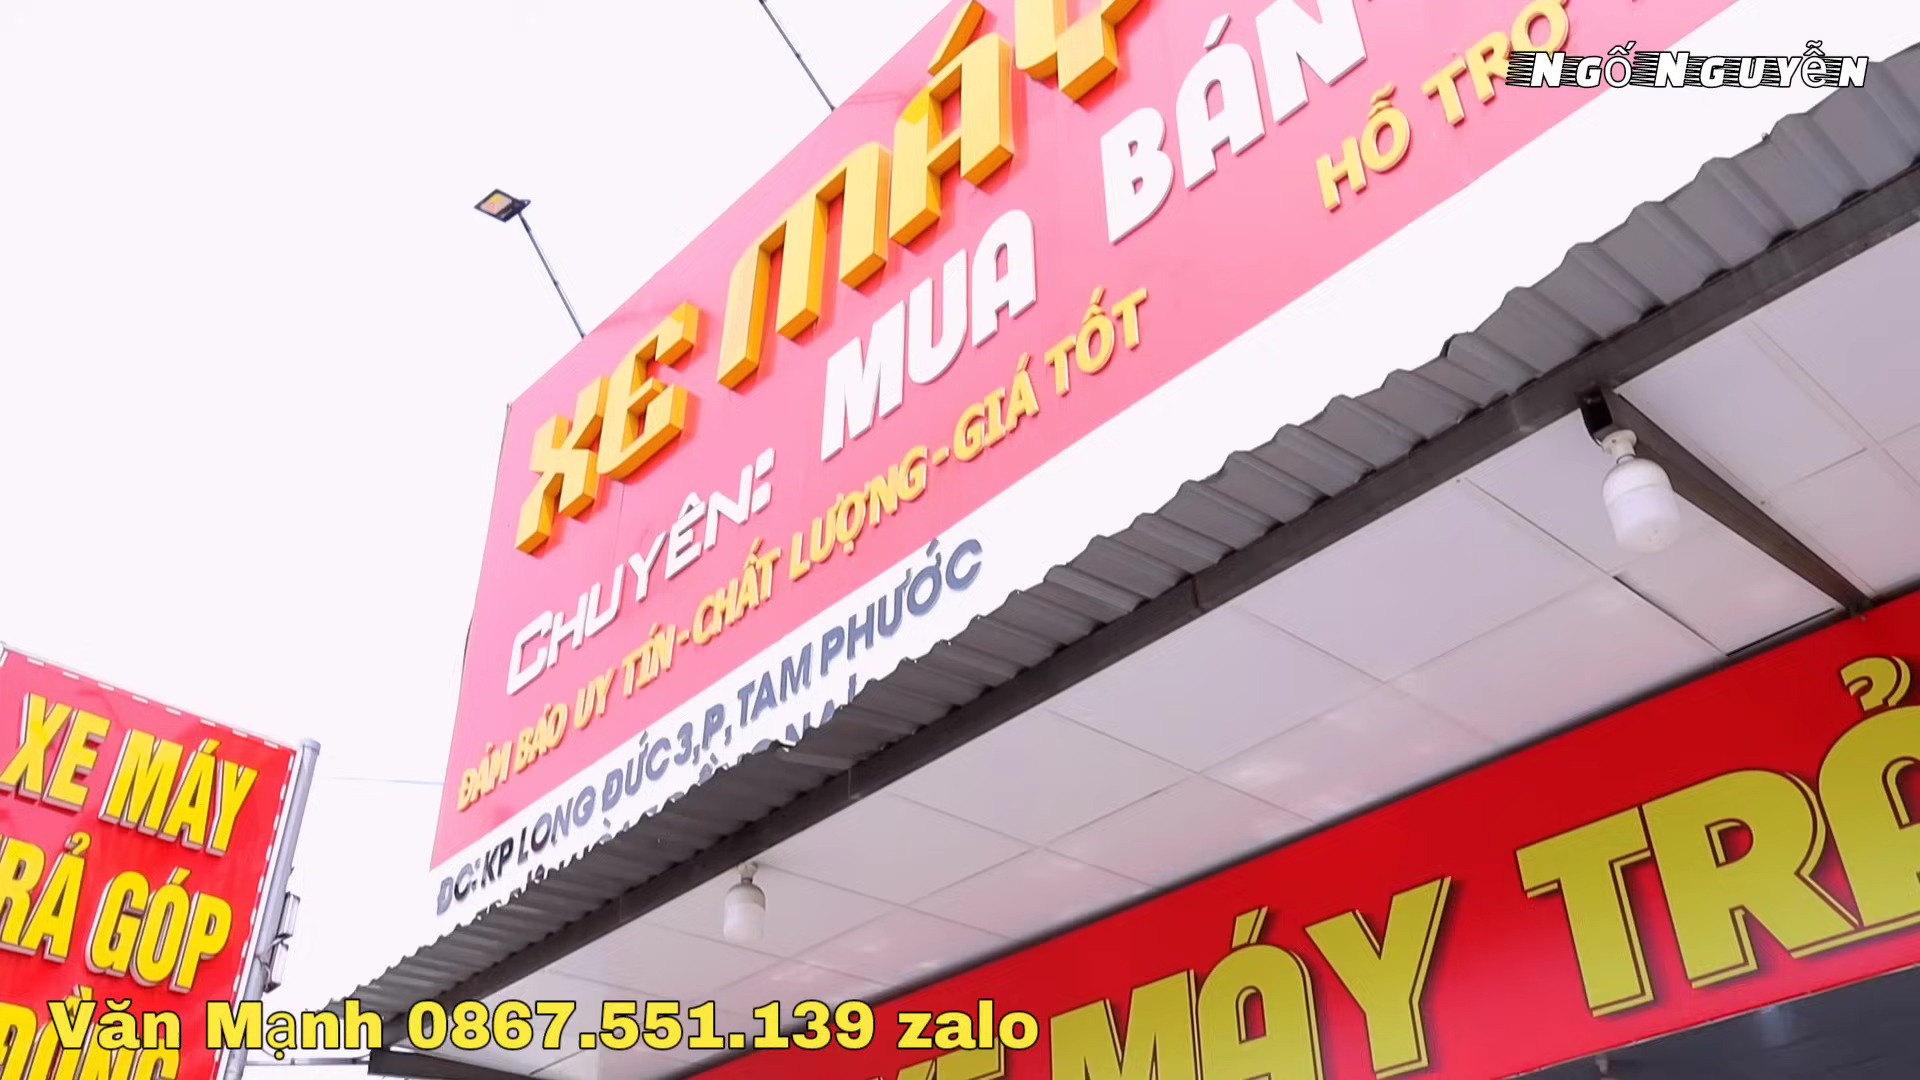 Ngố Nguyễn
XE MÁY
CHUYÊN: MUA BÁN
HỖ TRỢ
ĐẢM BẢO UY TÍN - CHẤT LƯỢNG - GIÁ TỐT
ĐC: KP LONG ĐỨC 3, P, TAM PHƯỚC
XE MÁY
TRẢ GÓP
XE MÁY TRẢ
Văn Mạnh 0867.551.139 zalo